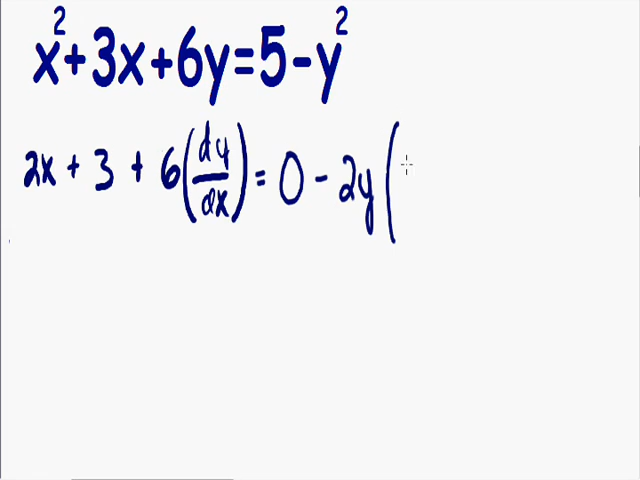 x²+3x+6y=5-y²
2x + 3 + 6(dy/dx) = 0 - 2y(